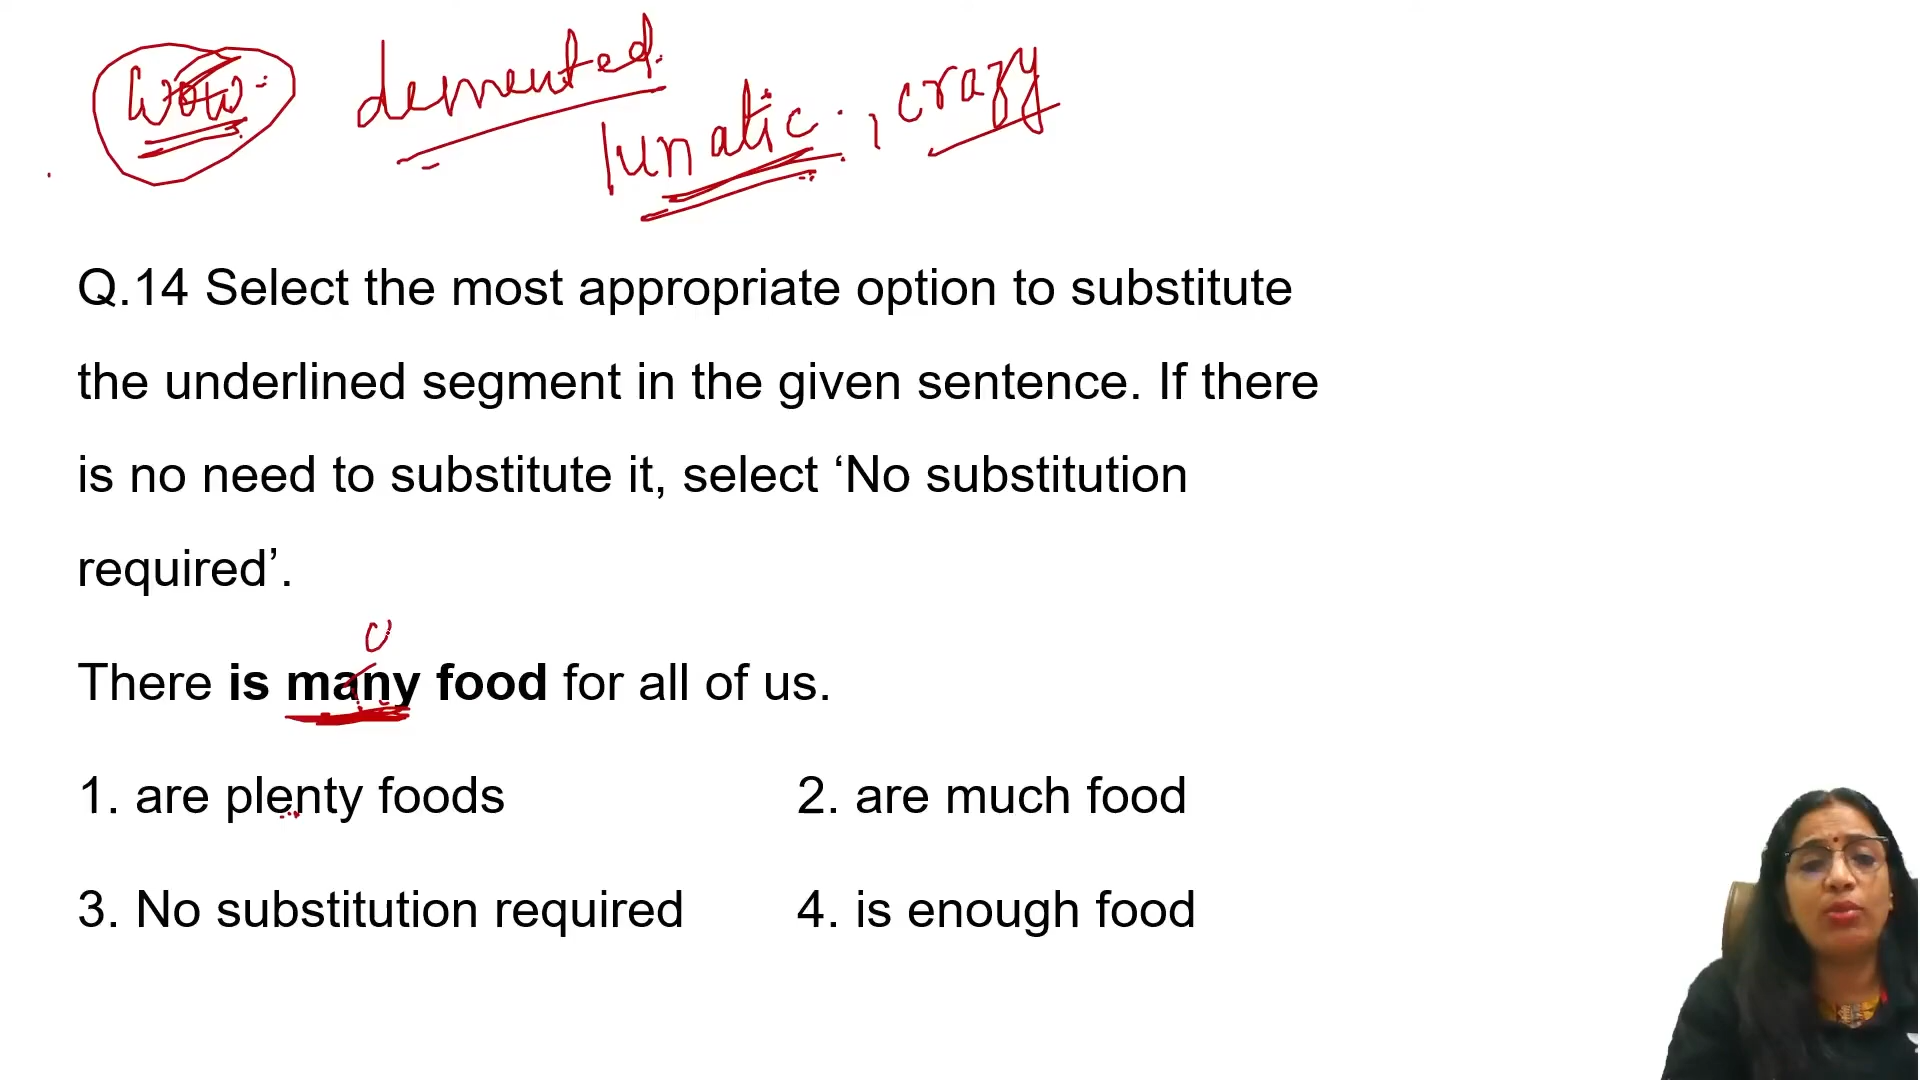 wow
demented
lunatic, crazy
Q.14 Select the most appropriate option to substitute
the underlined segment in the given sentence. If there
is no need to substitute it, select ‘No substitution
required’.
There is many food for all of us.
1. are plenty foods 2. are much food
3. No substitution required 4. is enough food